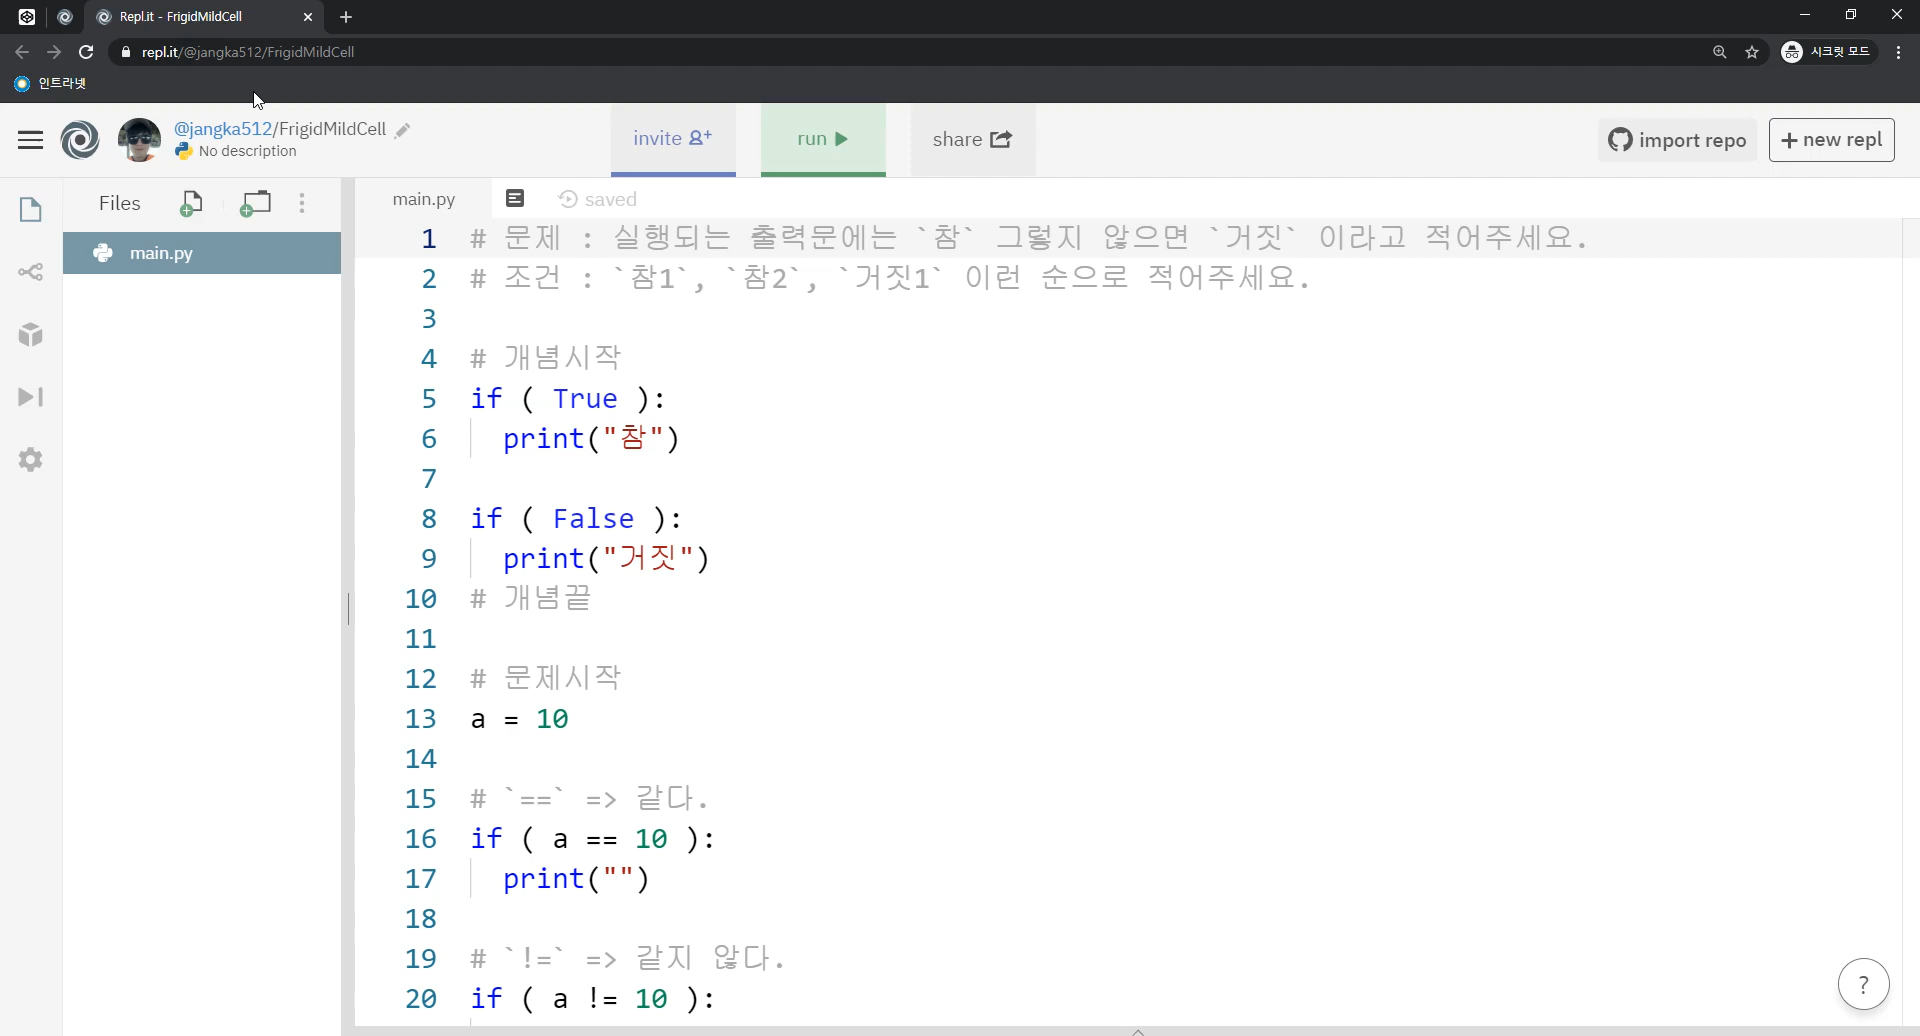 Repl.it - FrigidMildCell
repl.it/@jangka512/FrigidMildCell
시크릿 모드
인트라넷
@jangka512/FrigidMildCell
No description
invite
run
share
import repo
+ new repl
Files
main.py
saved
main.py
1 # 문제 : 실행되는 출력문에는 `참` 그렇지 않으면 `거짓` 이라고 적어주세요.
2 # 조건 : `참1`, `참2`, `거짓1` 이런 순으로 적어주세요.
3
4 # 개념시작
5 if ( True ):
6 print("참")
7
8 if ( False ):
9 print("거짓")
10 # 개념끝
11
12 # 문제시작
13 a = 10
14
15 # `==` => 같다.
16 if ( a == 10 ):
17 print("")
18
19 # `!=` => 같지 않다.
20 if ( a != 10 ):
?